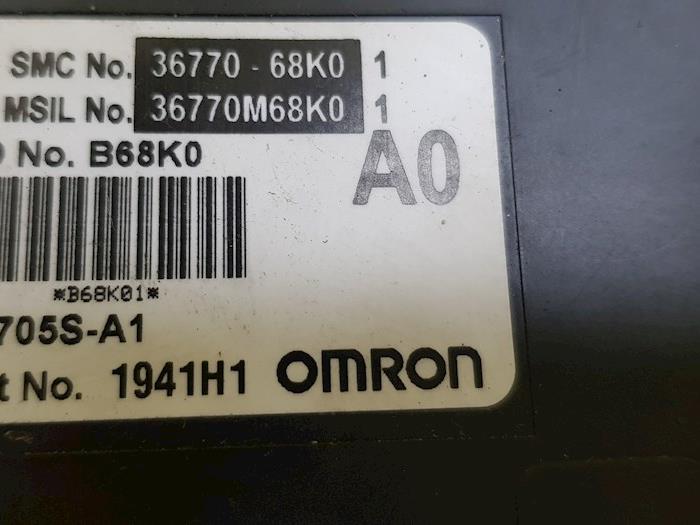 SMC No. 36770 - 68K0 1
MSIL No. 36770M68K0 1
No. B68K0
A0
*B68K01*
705S-A1
t No. 1941H1 OMRON